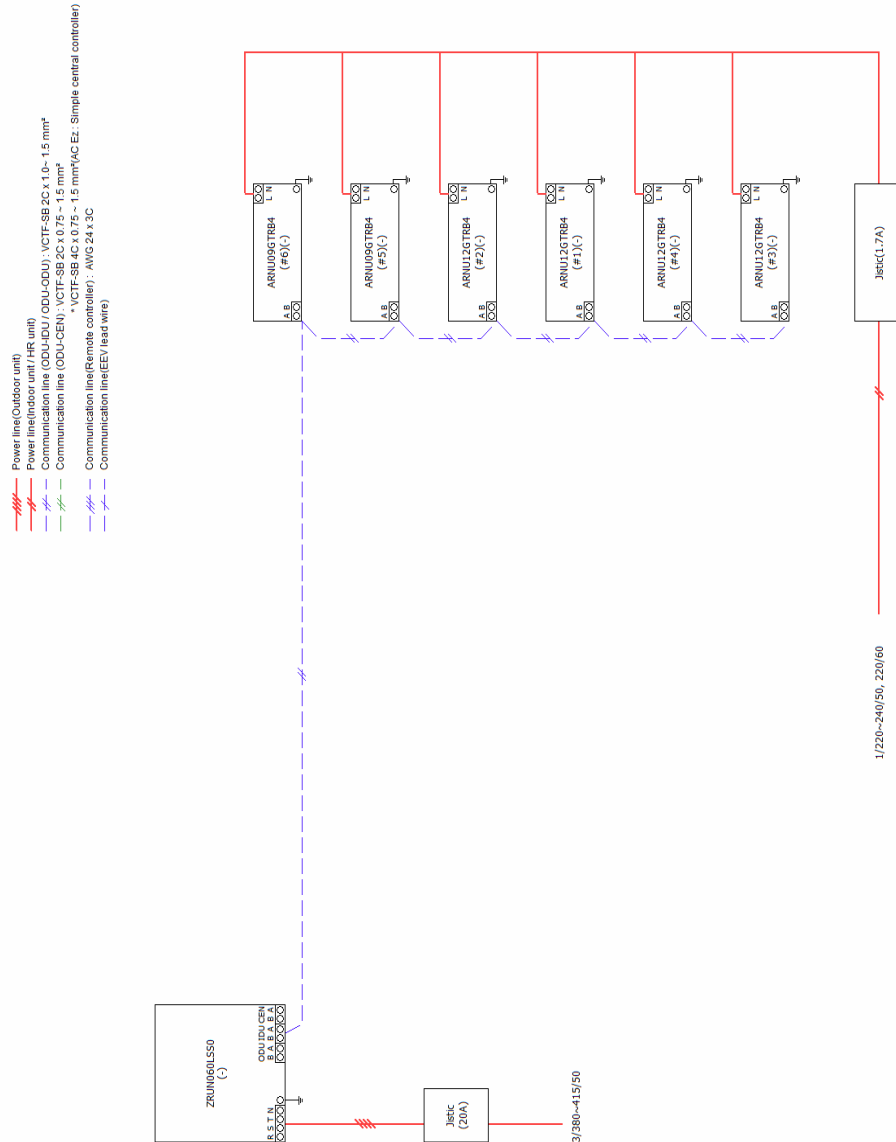 Power line(Outdoor unit)
Power line(Indoor unit / HR unit)
Communication line (ODU-IDU / ODU-ODU) : VCTF-SB 2C x 1.0~ 1.5 mm²
Communication line (ODU-CEN) : VCTF-SB 2C x 0.75 ~ 1.5 mm²
* VCTF-SB 4C x 0.75 ~ 1.5 mm²(AC Ez : Simple central controller)
Communication line(Remote controller) : AWG 24 x 3C
Communication line(EEV lead wire)
L N
ARNU09GTRB4
(#6)(-)
A B
L N
ARNU09GTRB4
(#5)(-)
A B
L N
ARNU12GTRB4
(#2)(-)
A B
L N
ARNU12GTRB4
(#1)(-)
A B
L N
ARNU12GTRB4
(#4)(-)
A B
L N
ARNU12GTRB4
(#3)(-)
A B
Jistic(1.7A)
1/220~240/50, 220/60
ZRUN060LSS0
(-)
ODU IDU CEN
B A B A B A
R S T N
Jistic
(20A)
3/380~415/50